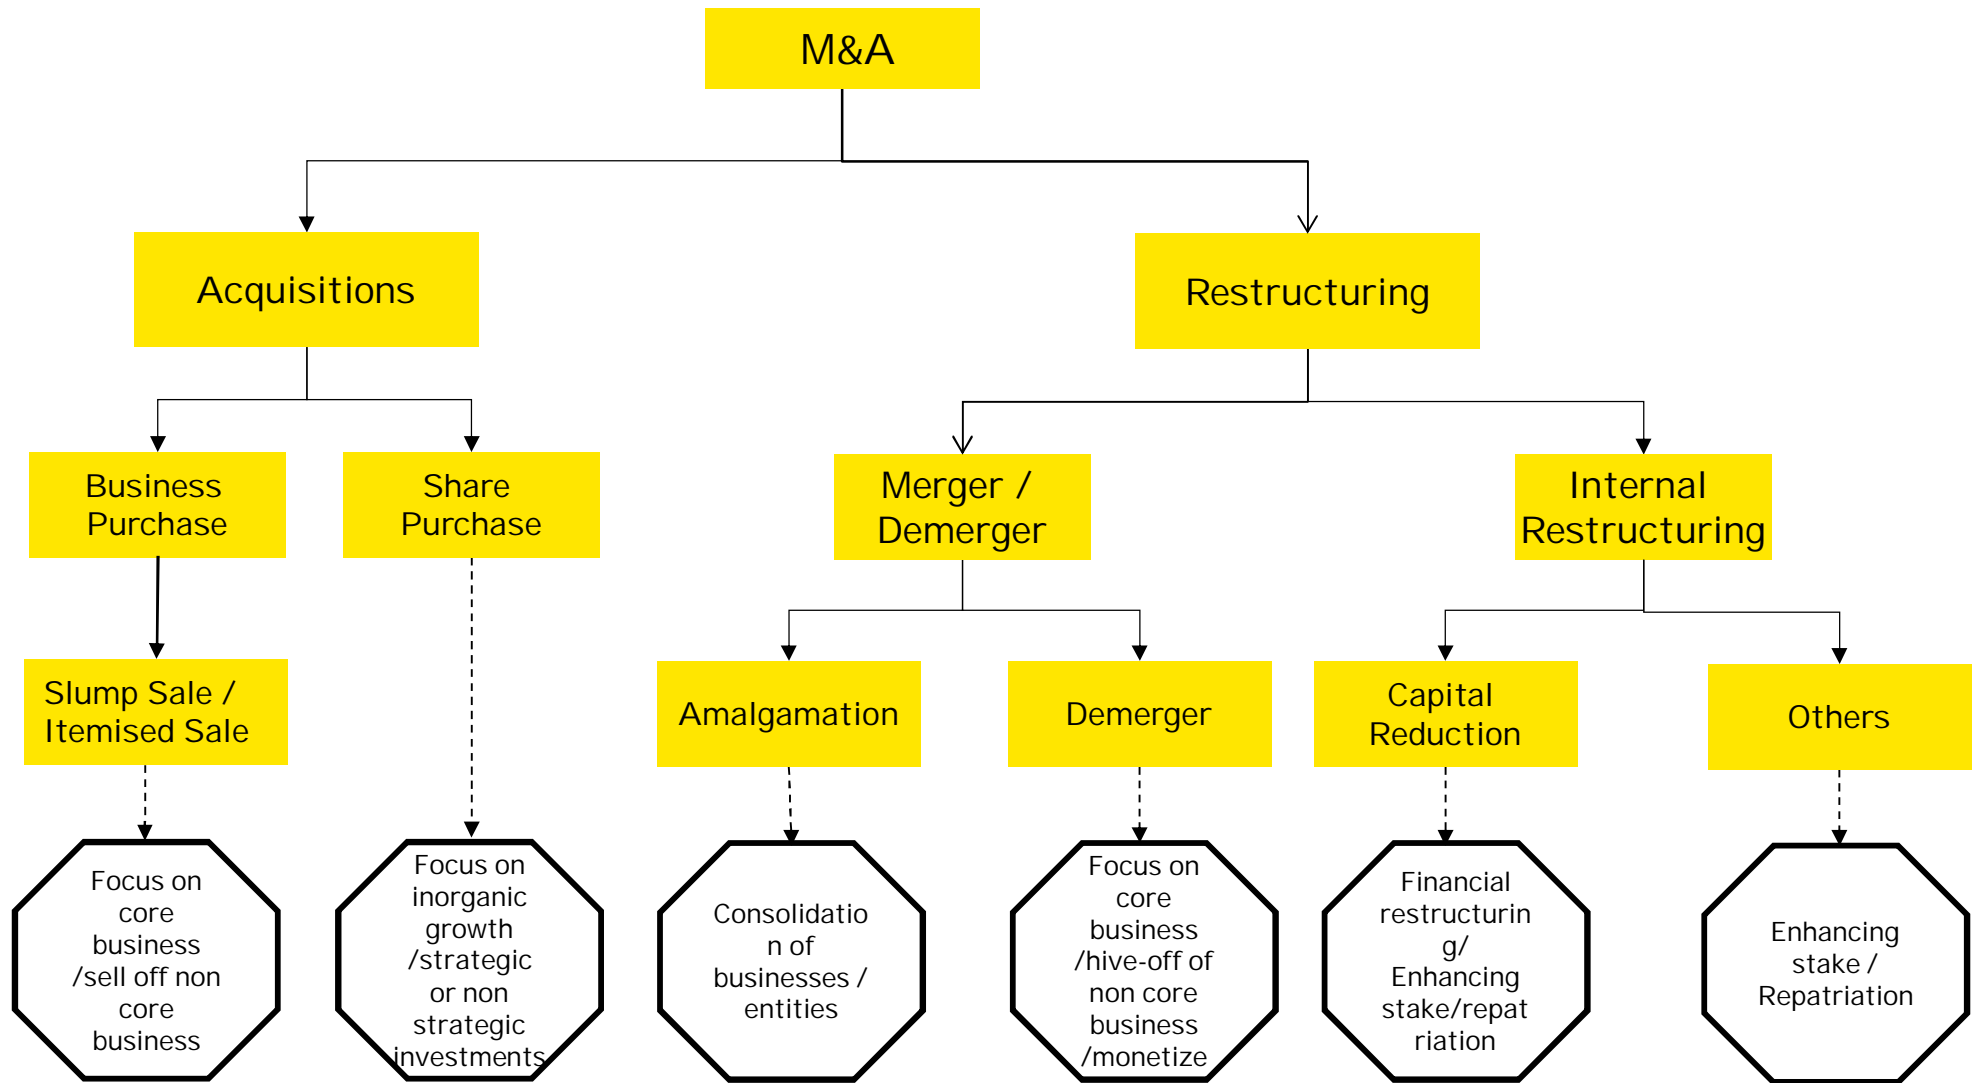 M&A
Acquisitions
Restructuring
Business
Purchase
Share
Purchase
Merger /
Demerger
Internal
Restructuring
Slump Sale /
Itemised Sale
Amalgamation
Demerger
Capital
Reduction
Others
Focus on
core
business
/sell off non
core
business
Focus on
inorganic
growth
/strategic
or non
strategic
investments
Consolidatio
n of
businesses /
entities
Focus on
core
business
/hive-off of
non core
business
/monetize
Financial
restructurin
g/
Enhancing
stake/repat
riation
Enhancing
stake /
Repatriation